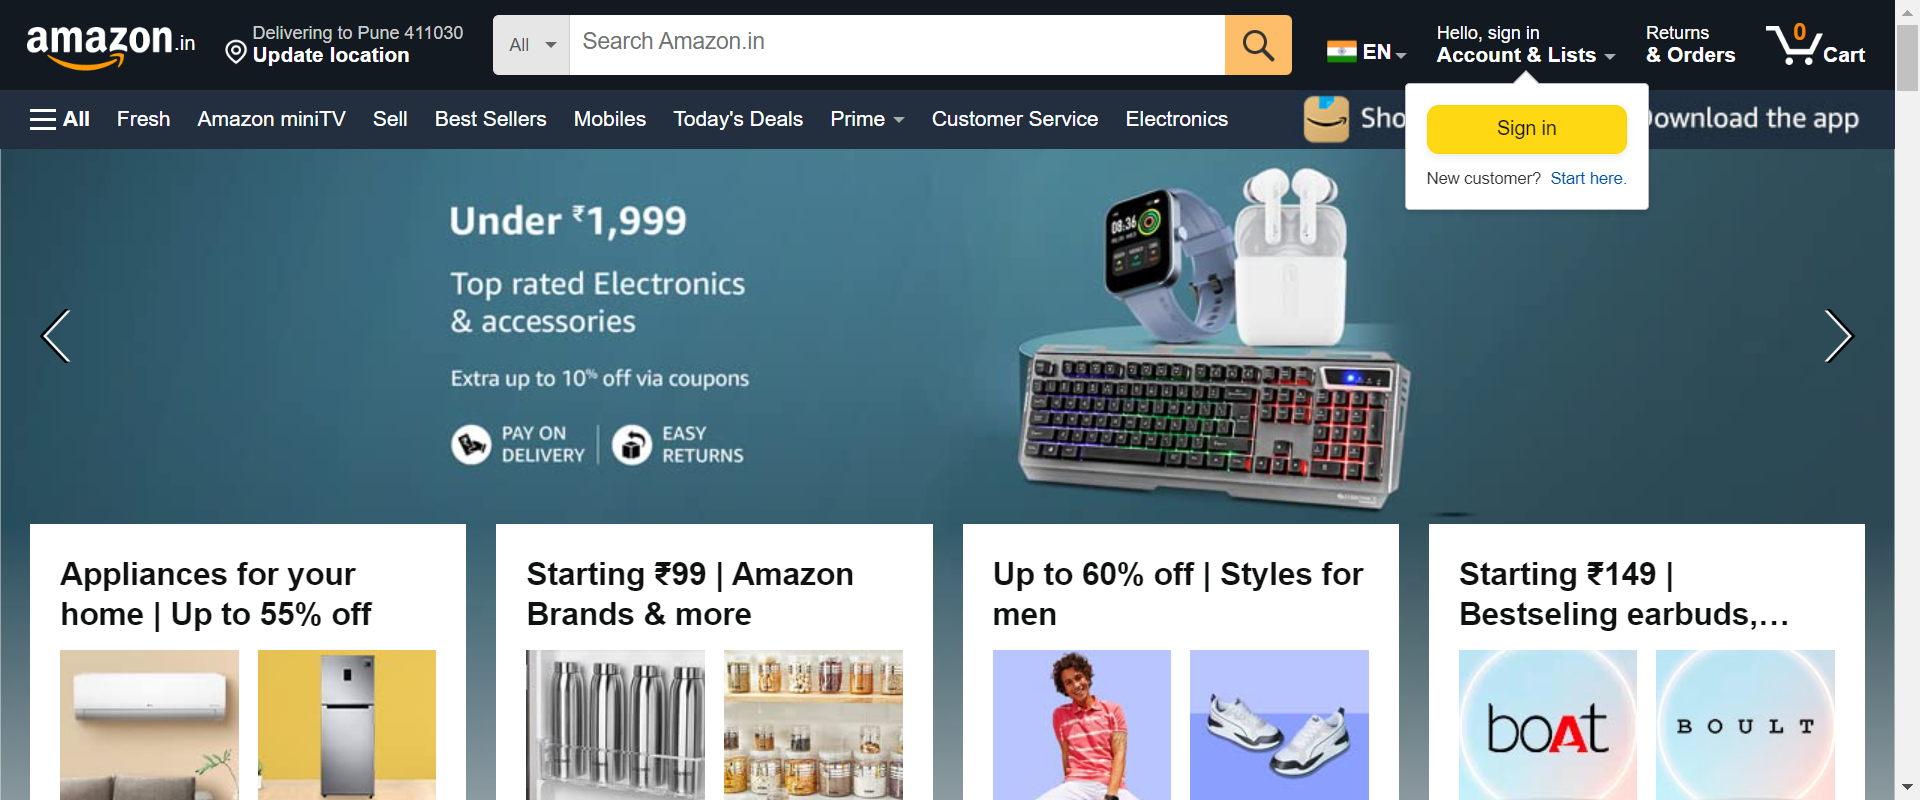 amazon.in
Delivering to Pune 411030
Update location
All
Search Amazon.in
EN
Hello, sign in
Account & Lists
Returns
& Orders
0
Cart
All
Fresh
Amazon miniTV
Sell
Best Sellers
Mobiles
Today's Deals
Prime
Customer Service
Electronics
Sho
ownload the app
Sign in
New customer? Start here.
Under ₹1,999
Top rated Electronics
& accessories
Extra up to 10% off via coupons
PAY ON
DELIVERY
EASY
RETURNS
08:36
Appliances for your
home | Up to 55% off
Starting ₹99 | Amazon
Brands & more
Up to 60% off | Styles for
men
Starting ₹149 |
Bestseling earbuds,...
boAt
BOULT